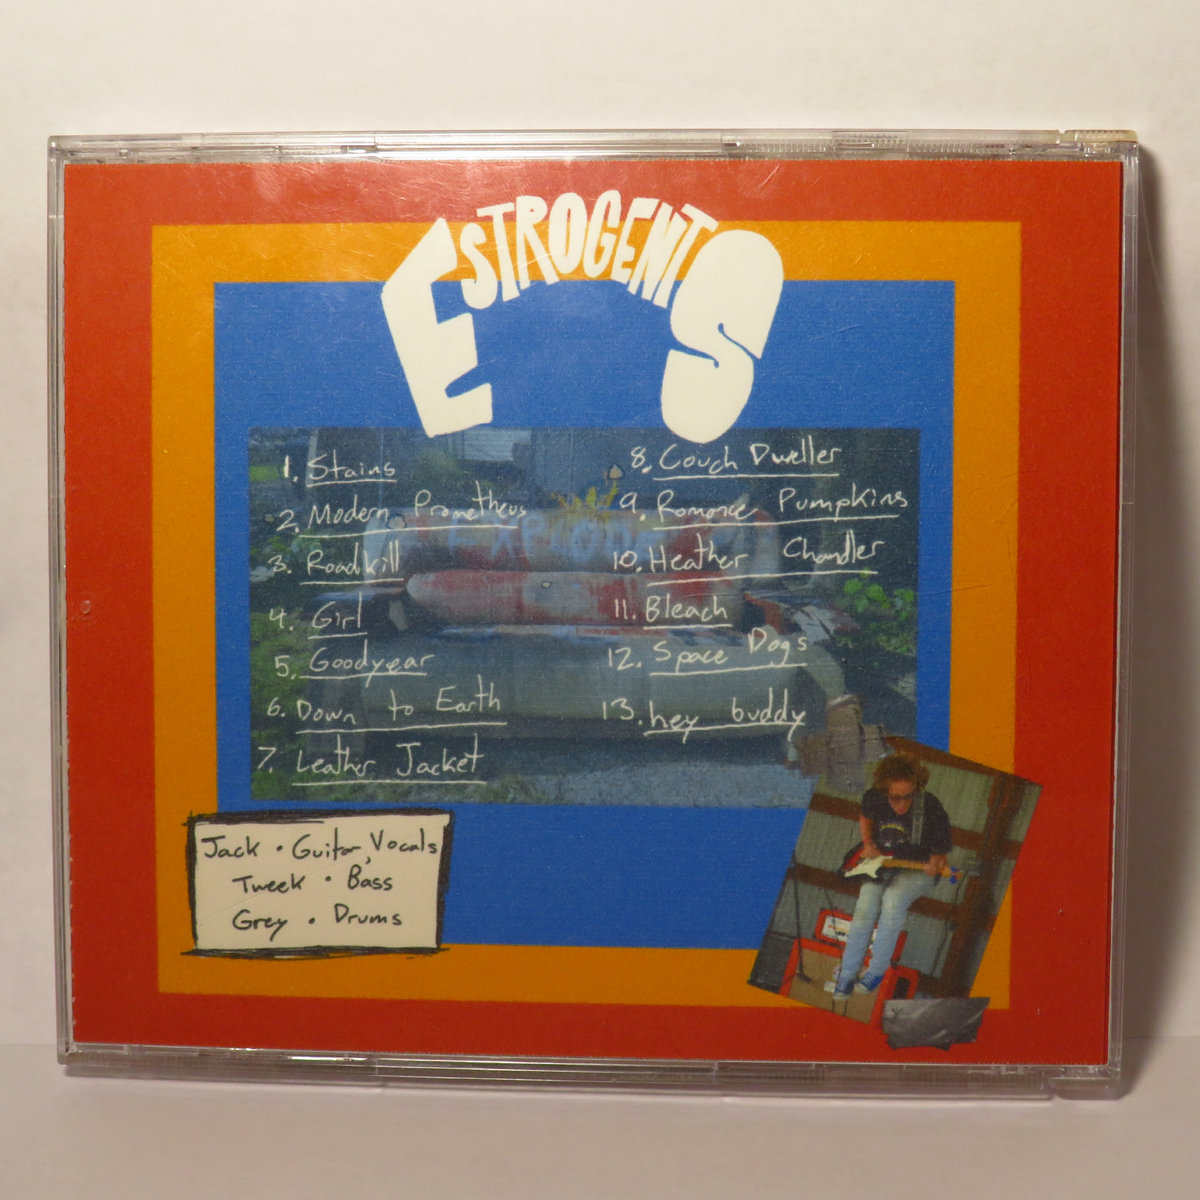 ESTROGENTS
1. Stains
2. Modern Prometheus
3. Roadkill
4. Girl
5. Goodyear
6. Down to Earth
7. Leather Jacket
8. Couch Dweller
9. Romance Pumpkins
10. Heather Chandler
11. Bleach
12. Space Dogs
13. hey buddy
Jack • Guitar, Vocals
Tweek • Bass
Grey • Drums